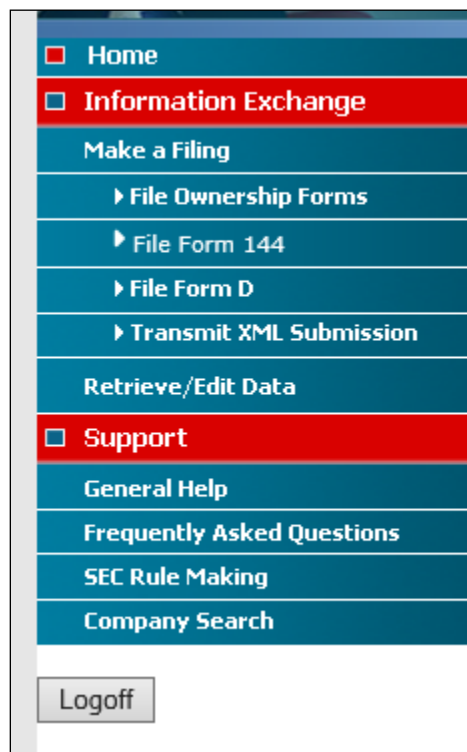 Home
Information Exchange
Make a Filing
File Ownership Forms
File Form 144
File Form D
Transmit XML Submission
Retrieve/Edit Data
Support
General Help
Frequently Asked Questions
SEC Rule Making
Company Search
Logoff